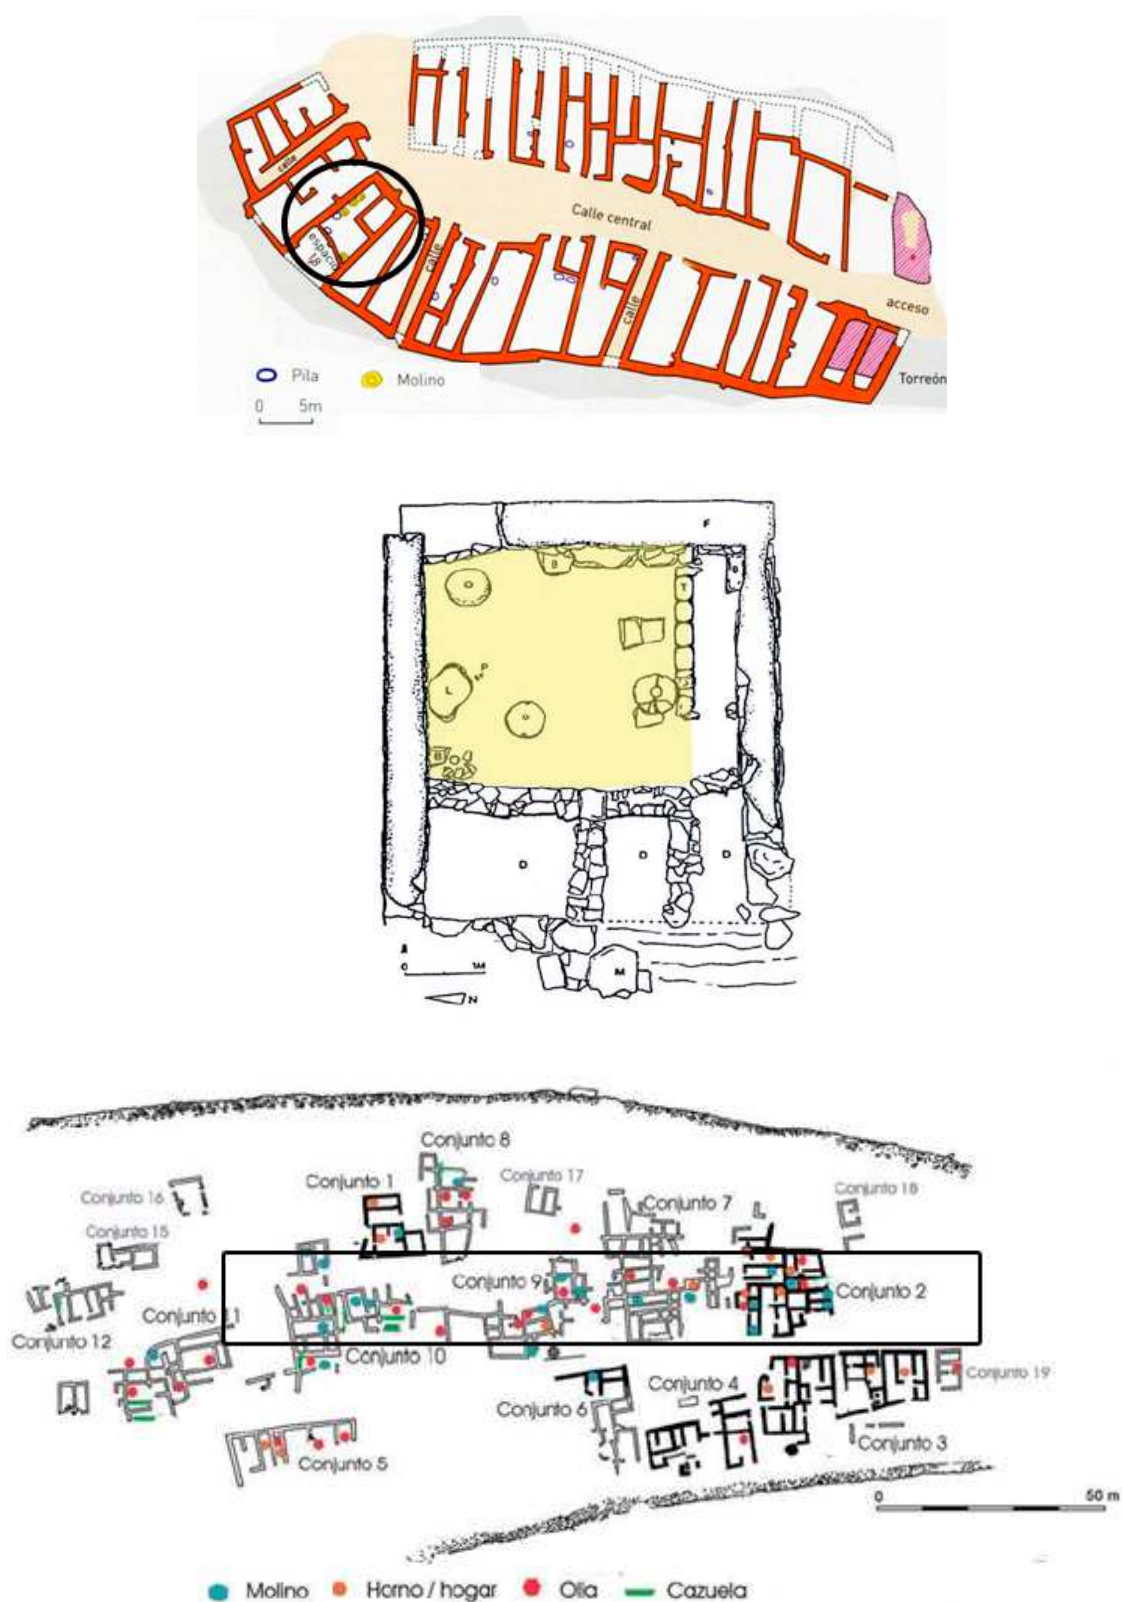 calle
Calle central
espacio
18
calle
calle
acceso
Torreón
Pila
Molino
0 5m
F
B
B
T
P
L
B
D
D
D
M
0 1M
N
Conjunto 8
Conjunto 1
Conjunto 17
Conjunto 16
Conjunto 7
Conjunto 18
Conjunto 15
Conjunto 9
Conjunto 2
Conjunto 11
Conjunto 12
Conjunto 10
Conjunto 4
Conjunto 19
Conjunto 6
Conjunto 3
Conjunto 5
0 50 m
Molino Horno / hogar Olla Cazuela